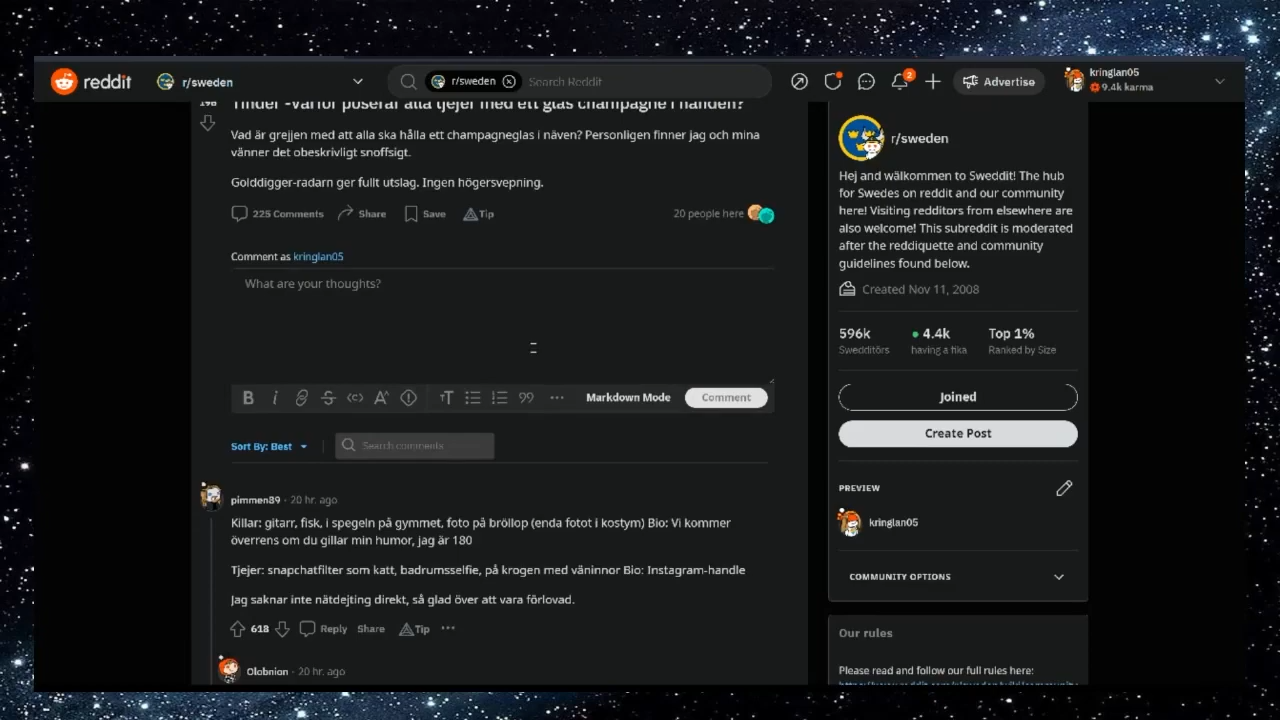 reddit
r/sweden
r/sweden
Search Reddit
2
Advertise
kringlan05
9.4k karma
198
Tinder -varför poserar alla tjejer med ett glas champagne i handen?
Vad är grejjen med att alla ska hålla ett champagneglas i näven? Personligen finner jag och mina
vänner det obeskrivligt snoffsigt.
Golddigger-radarn ger fullt utslag. Ingen högersvepning.
225 Comments
Share
Save
Tip
20 people here
Comment as kringlan05
What are your thoughts?
Markdown Mode
Comment
Sort By: Best
Search comments
pimmen89 · 20 hr. ago
Killar: gitarr, fisk, i spegeln på gymmet, foto på bröllop (enda fotot i kostym) Bio: Vi kommer
överrens om du gillar min humor, jag är 180
Tjejer: snapchatfilter som katt, badrumsselfie, på krogen med väninnor Bio: Instagram-handle
Jag saknar inte nätdejting direkt, så glad över att vara förlovad.
618
Reply
Share
Tip
Olobnion · 20 hr. ago
r/sweden
Hej and wälkommen to Sweddit! The hub
for Swedes on reddit and our community
here! Visiting redditors from elsewhere are
also welcome! This subreddit is moderated
after the reddiquette and community
guidelines found below.
Created Nov 11, 2008
596k
Swedditörs
4.4k
having a fika
Top 1%
Ranked by Size
Joined
Create Post
PREVIEW
kringlan05
COMMUNITY OPTIONS
Our rules
Please read and follow our full rules here: